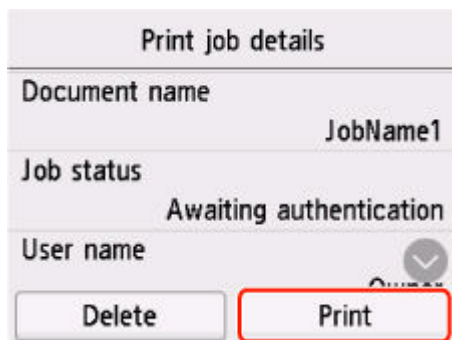 Print job details
Document name
JobName1
Job status
Awaiting authentication
User name
Delete
Print